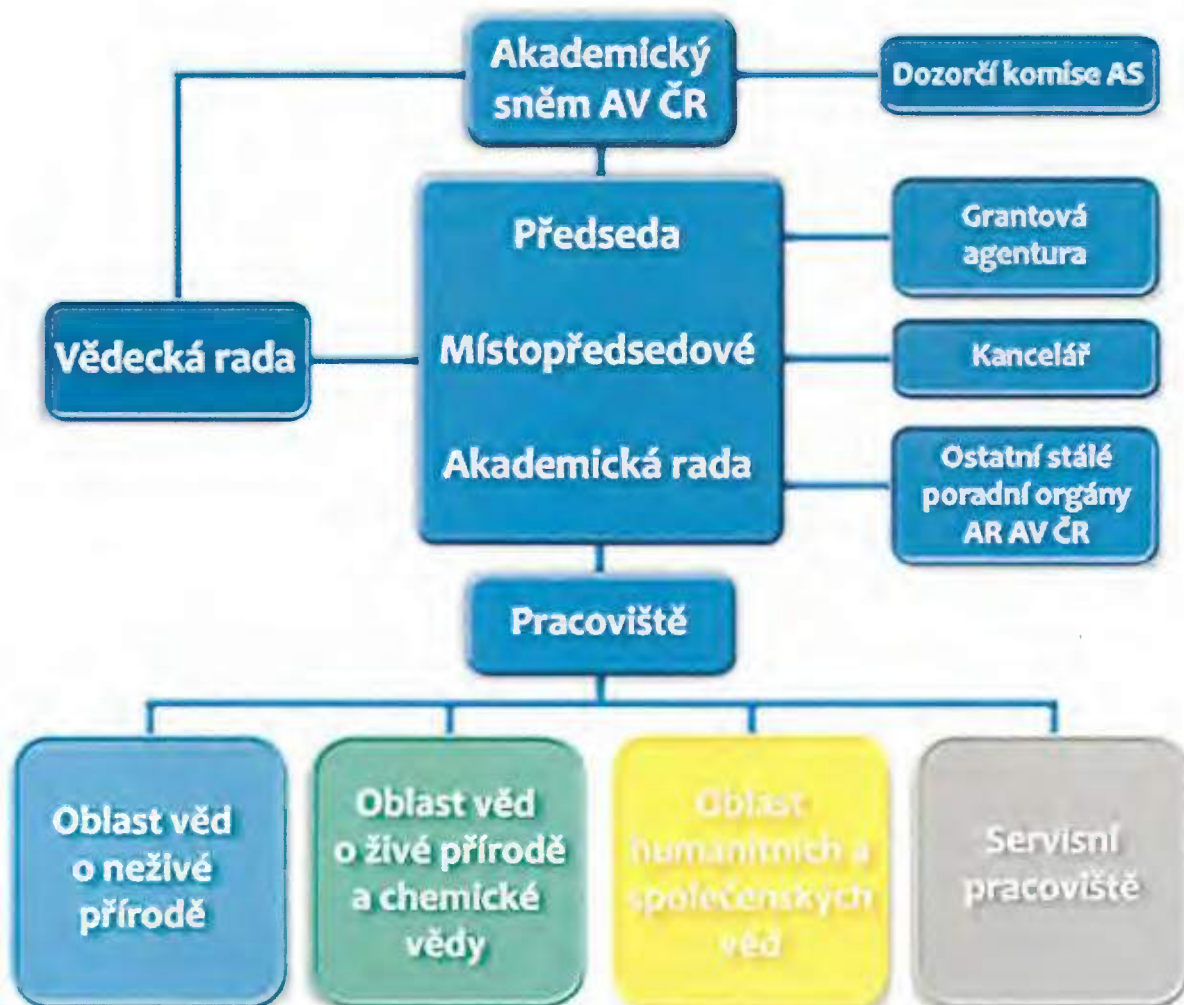 Akademický
sněm AV ČR
Dozorčí komise AS
Předseda
Místopředsedové
Akademická rada
Grantová
agentura
Vědecká rada
Kancelář
Ostatní stálé
poradní orgány
AR AV ČR
Pracoviště
Oblast věd
o neživé
přírodě
Oblast věd
o živé přírodě
a chemické
vědy
Oblast
humanitních a
společenských
věd
Servisní
pracoviště